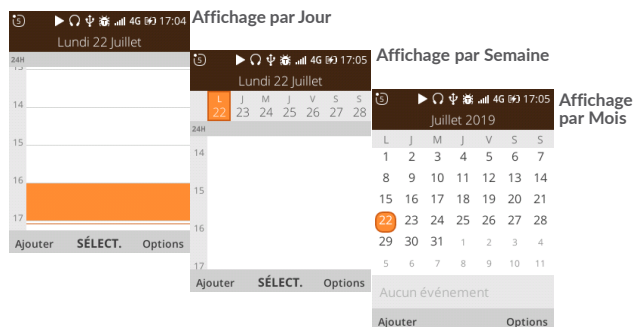 Affichage par Jour
4G 17:04
Lundi 22 Juillet
24H
13
14
15
16
17
Ajouter SÉLECT. Options
Affichage par Semaine
4G 17:05
Lundi 22 Juillet
L J M J V S S
22 23 24 25 26 27 28
24H
14
15
16
17
Ajouter SÉLECT. Options
Affichage
par Mois
4G 17:05
Juillet 2019
L J M J V S S
1 2 3 4 5 6 7
8 9 10 11 12 13 14
15 16 17 18 19 20 21
22 23 24 25 26 27 28
29 30 31 1 2 3 4
5 6 7 8 9 10 11
Aucun événement
Ajouter Options